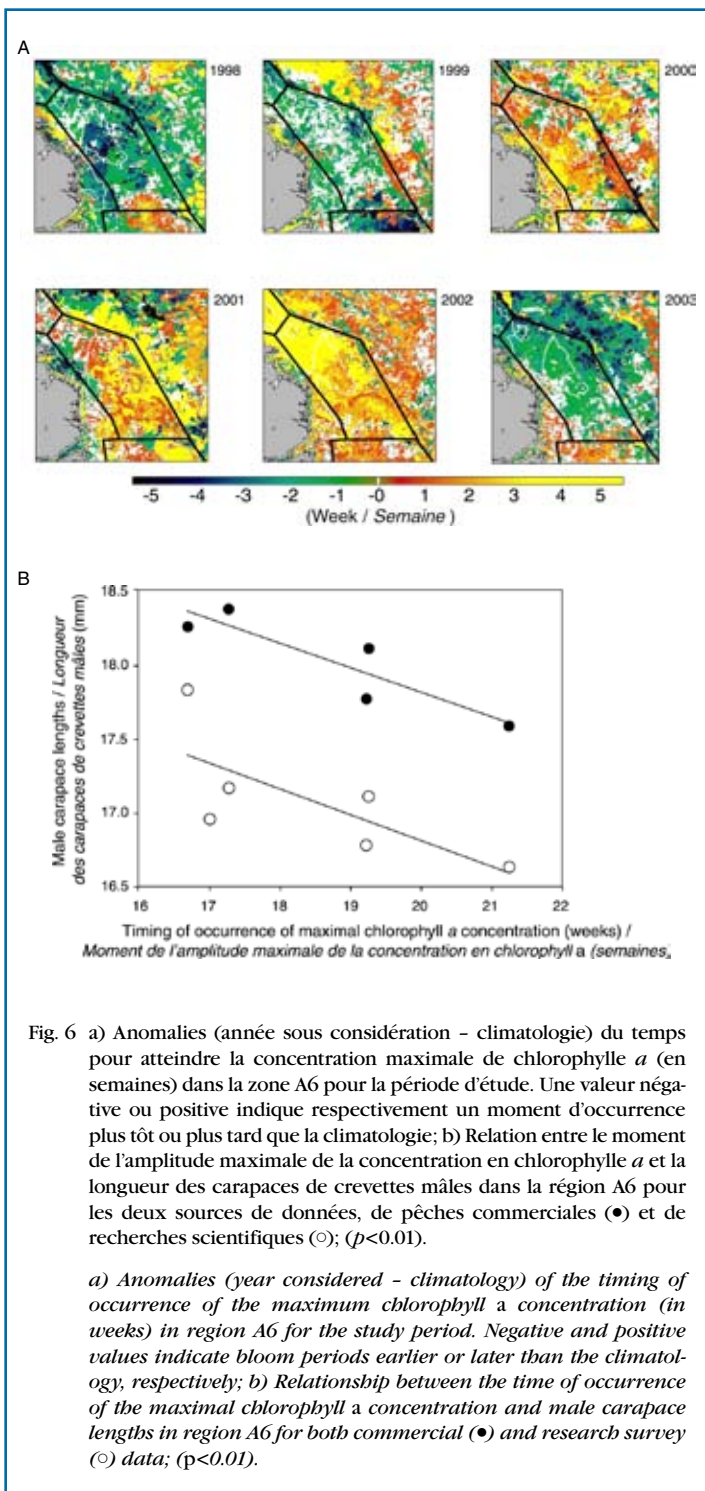 A
1998
1999
2000
2001
2002
2003
-5 -4 -3 -2 -1 -0 1 2 3 4 5
(Week / Semaine )
B
Male carapace lengths / Longueur
des carapaces de crevettes mâles (mm)
18.5
18.0
17.5
17.0
16.5
16 17 18 19 20 21 22
Timing of occurrence of maximal chlorophyll a concentration (weeks) /
Moment de l'amplitude maximale de la concentration en chlorophyll a (semaines)
Fig. 6 a) Anomalies (année sous considération – climatologie) du temps
pour atteindre la concentration maximale de chlorophylle a (en
semaines) dans la zone A6 pour la période d'étude. Une valeur néga-
tive ou positive indique respectivement un moment d'occurrence
plus tôt ou plus tard que la climatologie; b) Relation entre le moment
de l'amplitude maximale de la concentration en chlorophylle a et la
longueur des carapaces de crevettes mâles dans la région A6 pour
les deux sources de données, de pêches commerciales (●) et de
recherches scientifiques (○); (p<0.01).
a) Anomalies (year considered – climatology) of the timing of
occurrence of the maximum chlorophyll a concentration (in
weeks) in region A6 for the study period. Negative and positive
values indicate bloom periods earlier or later than the climatol-
ogy, respectively; b) Relationship between the time of occurrence
of the maximal chlorophyll a concentration and male carapace
lengths in region A6 for both commercial (●) and research survey
(○) data; (p<0.01).